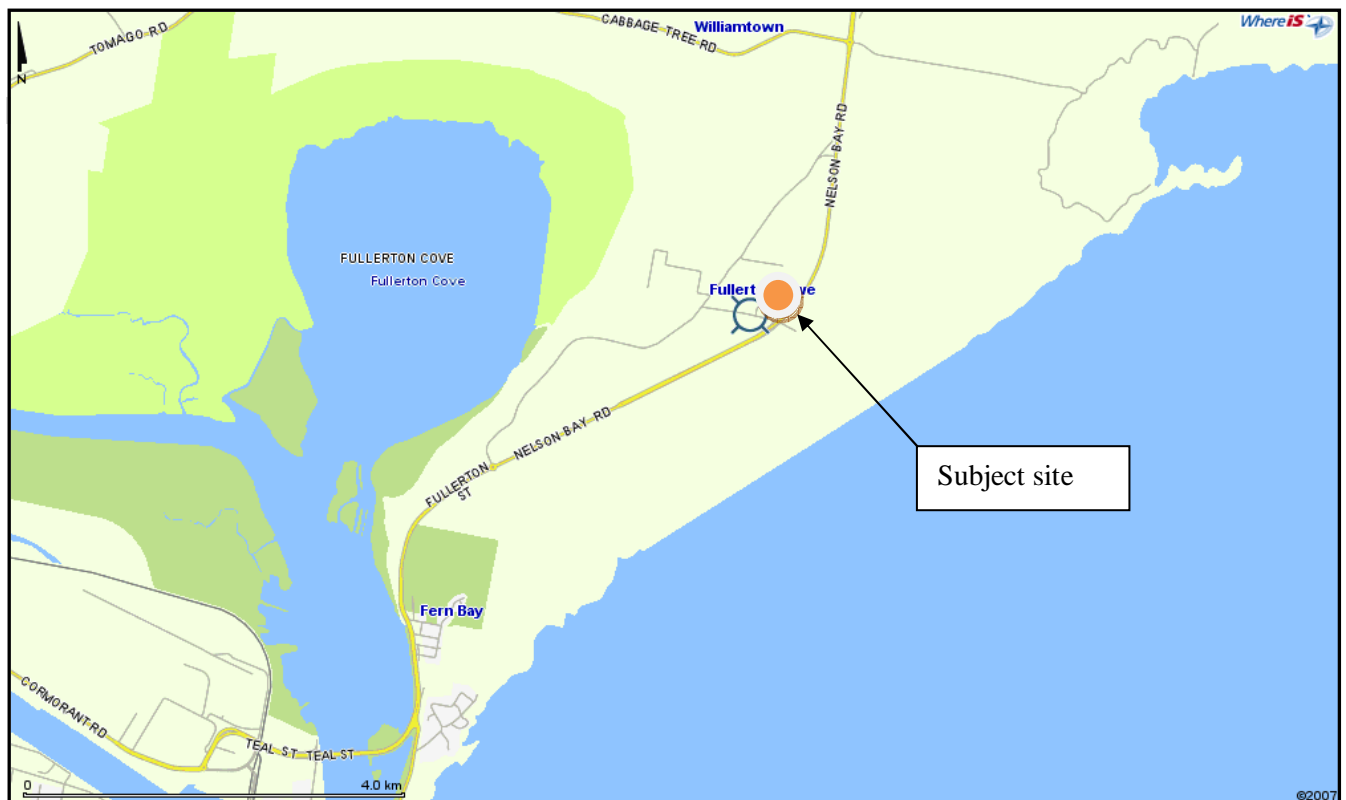 CABBAGE TREE RD
Williamtown
WhereiS
TOMAGO RD
N
NELSON BAY RD
FULLERTON COVE
Fullerton Cove
Subject site
NELSON BAY RD
FULLERTON
ST
Fern Bay
CORMORANT RD
TEAL ST TEAL ST
0 4.0 km
©2007